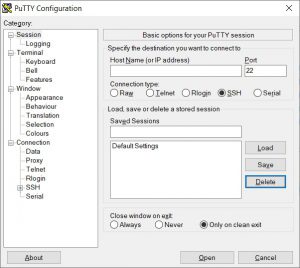 PuTTY Configuration
Category:
Session
Logging
Terminal
Keyboard
Bell
Features
Window
Appearance
Behaviour
Translation
Selection
Colours
Connection
Data
Proxy
Telnet
Rlogin
SSH
Serial
Basic options for your PuTTY session
Specify the destination you want to connect to
Host Name (or IP address) Port
22
Connection type:
Raw Telnet Rlogin SSH Serial
Load, save or delete a stored session
Saved Sessions
Default Settings
Load
Save
Delete
Close window on exit:
Always Never Only on clean exit
About Open Cancel